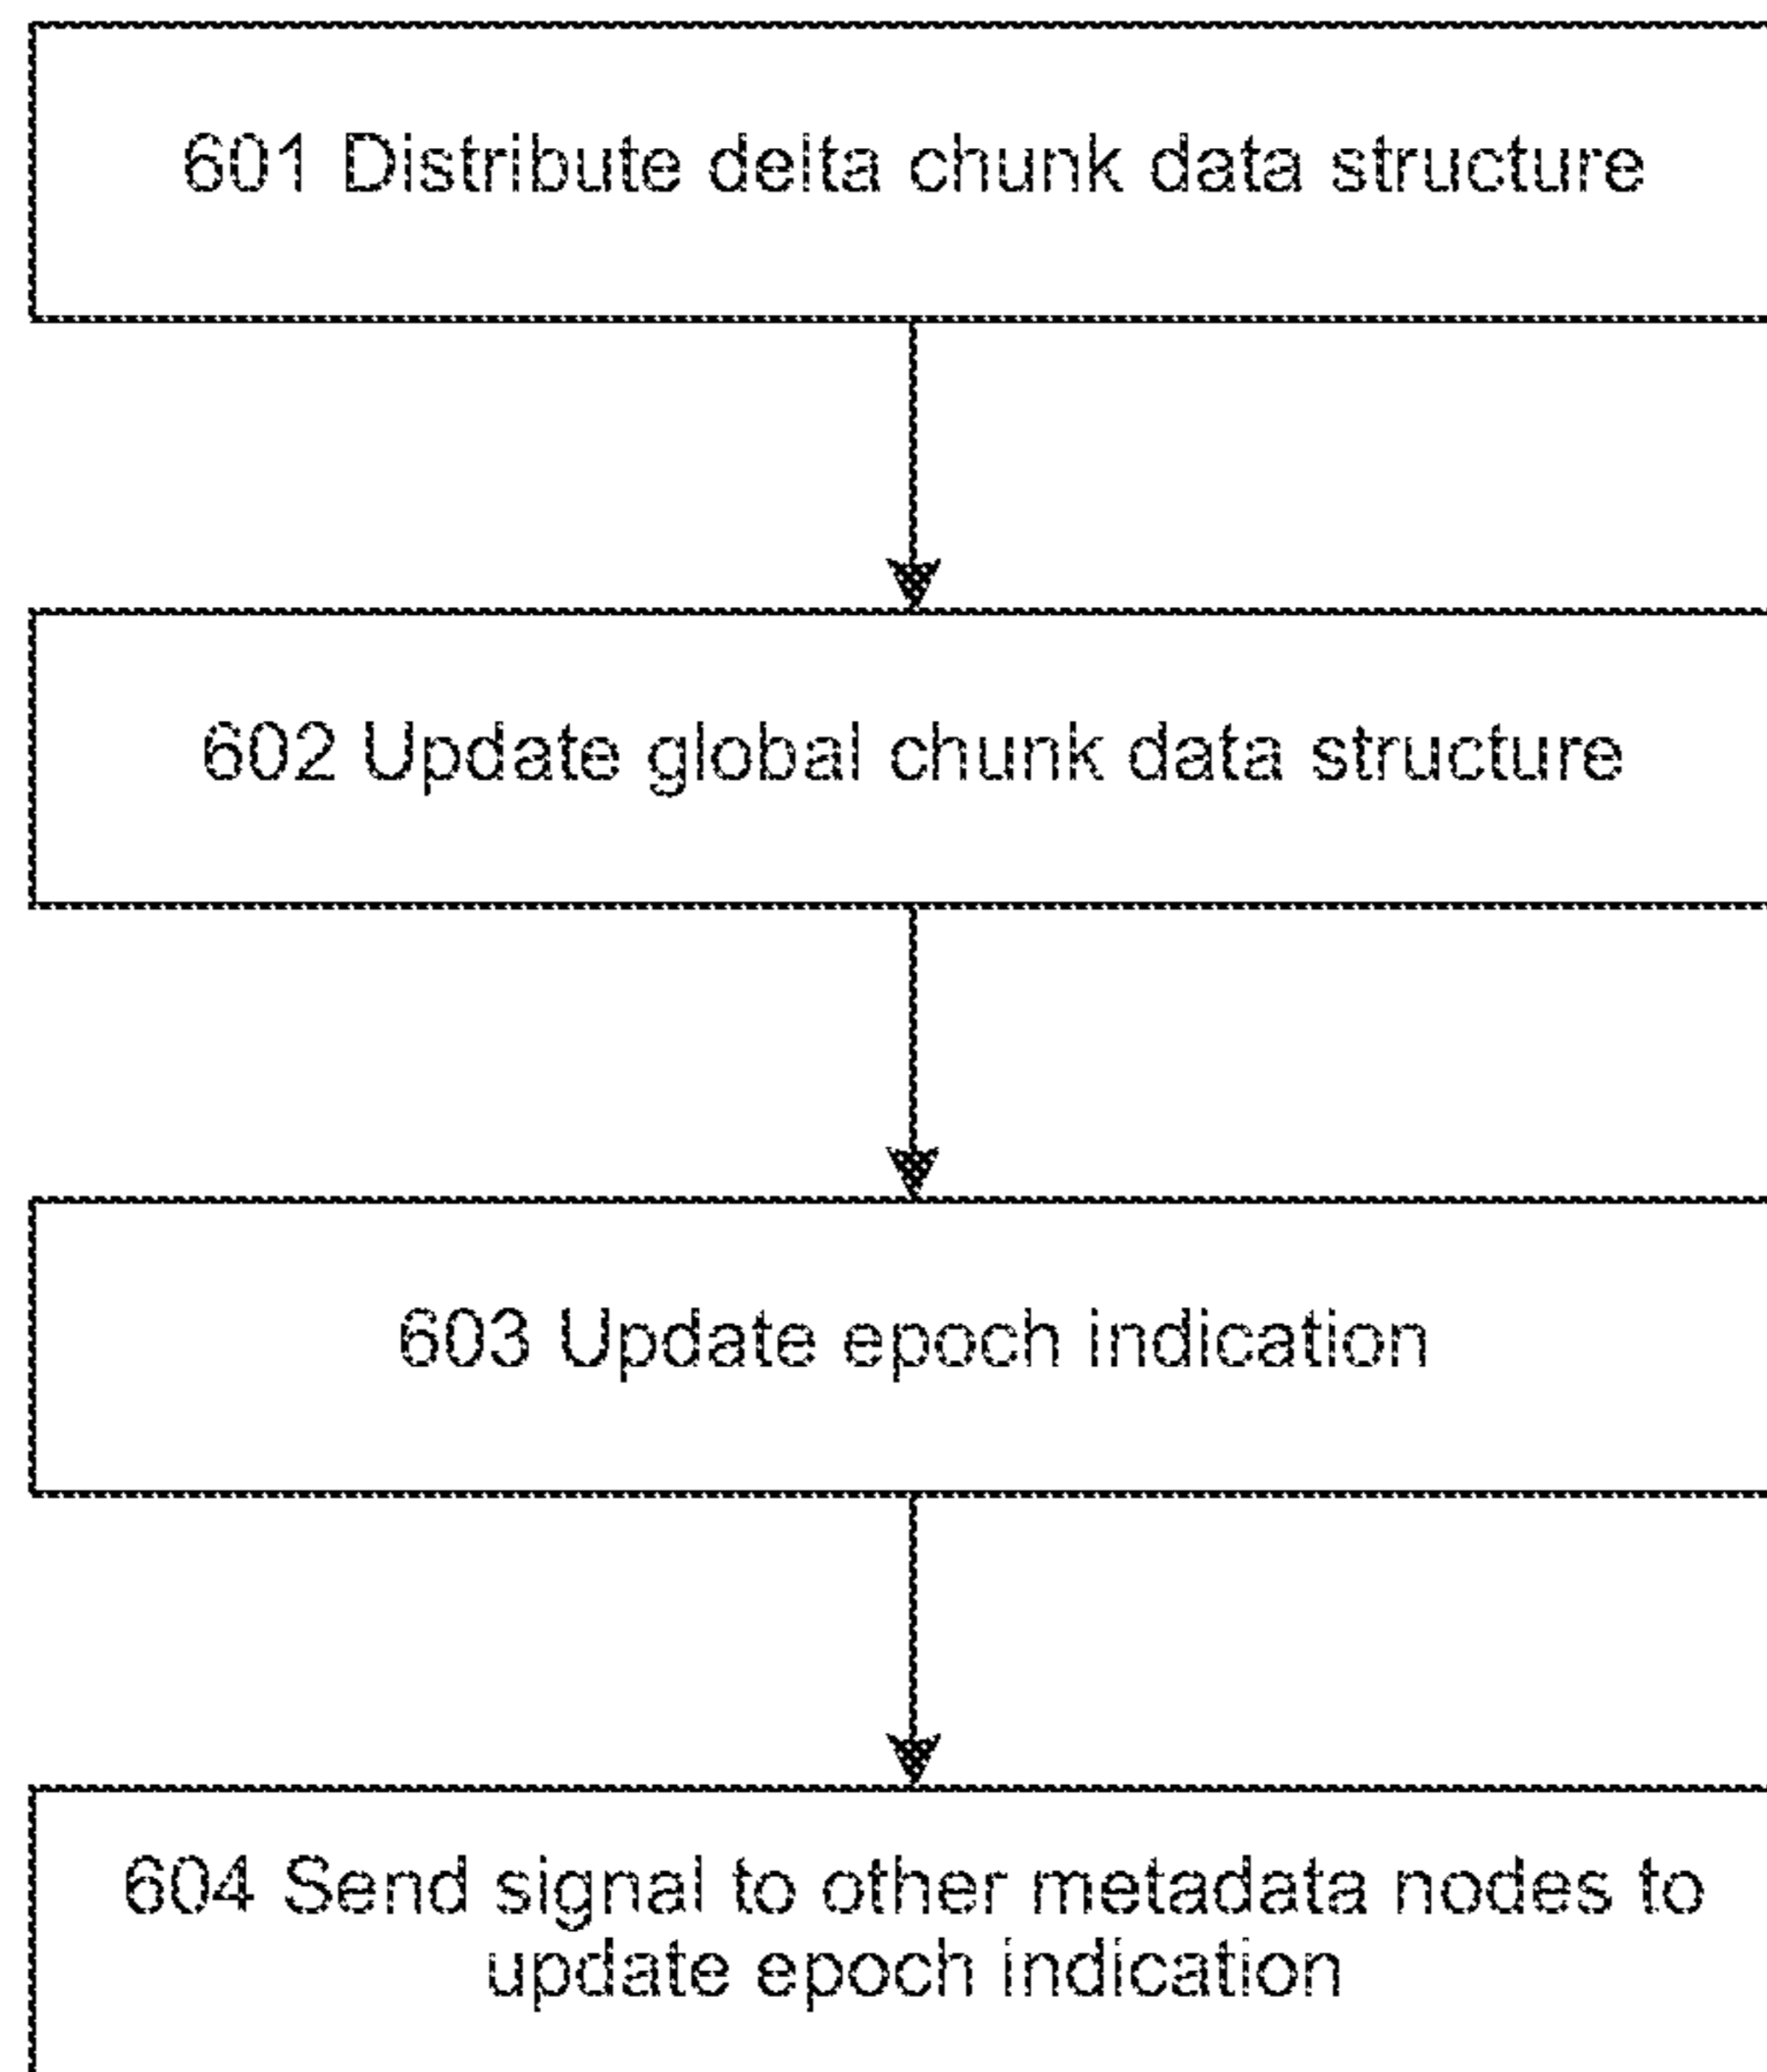 601 Distribute delta chunk data structure
602 Update global chunk data structure
603 Update epoch indication
604 Send signal to other metadata nodes to
update epoch indication